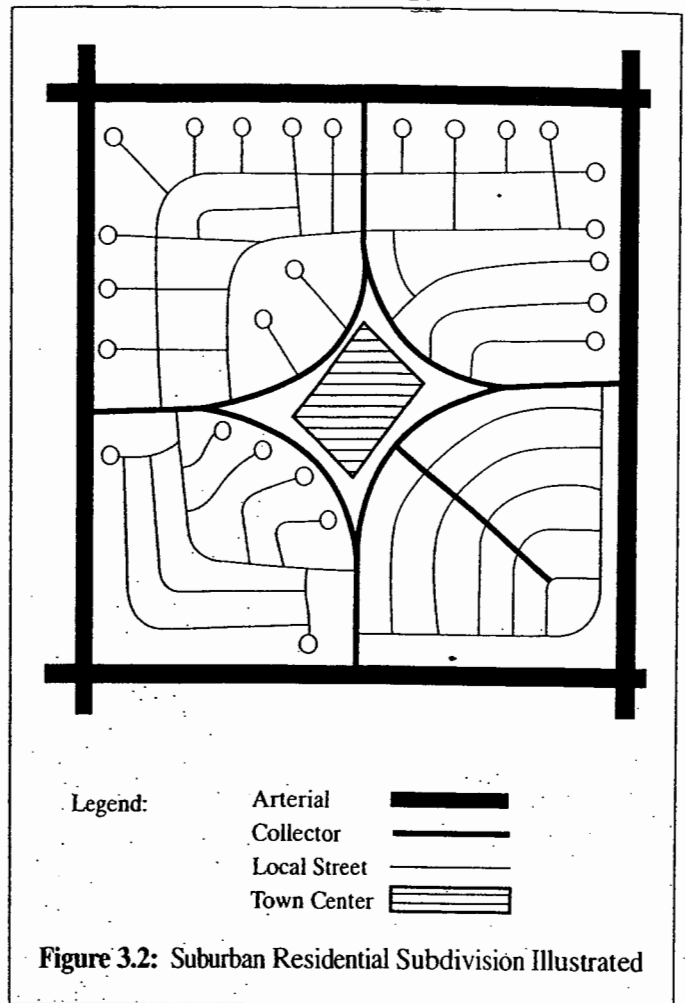 Legend:
Arterial
Collector
Local Street
Town Center
Figure 3.2: Suburban Residential Subdivision Illustrated